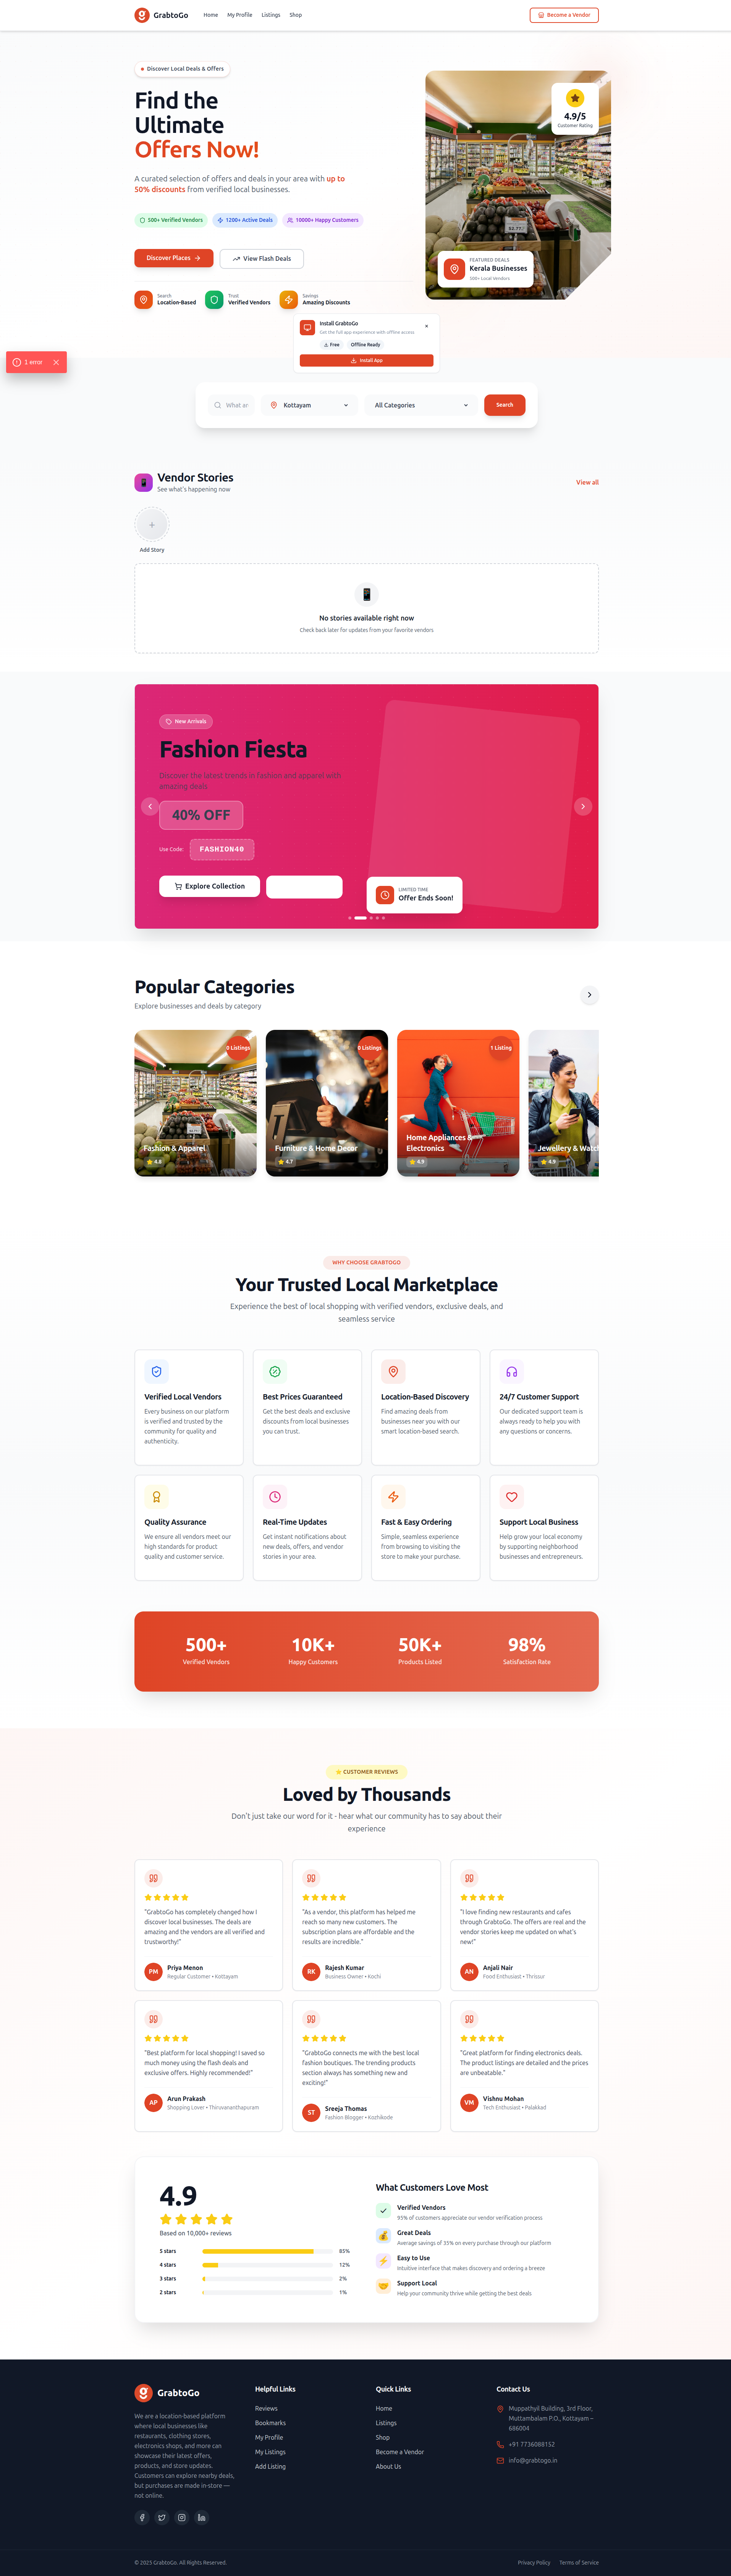 GrabtoGo
Home
My Profile
Listings
Shop
Become a Vendor
Discover Local Deals & Offers
Find the
Ultimate
Offers Now!
A curated selection of offers and deals in your area with up to
50% discounts from verified local businesses.
500+ Verified Vendors
1200+ Active Deals
10000+ Happy Customers
Discover Places
View Flash Deals
Search
Location-Based
Trust
Verified Vendors
Savings
Amazing Discounts
4.9/5
Customer Rating
FEATURED DEALS
Kerala Businesses
500+ Local Vendors
Install GrabtoGo
Get the full app experience with offline access
Free
Offline Ready
Install App
1 error
What ar
Kottayam
All Categories
Search
Vendor Stories
See what's happening now
View all
Add Story
No stories available right now
Check back later for updates from your favorite vendors
New Arrivals
Fashion Fiesta
Discover the latest trends in fashion and apparel with
amazing deals
40% OFF
Use Code:
FASHION40
Explore Collection
LIMITED TIME
Offer Ends Soon!
Popular Categories
Explore businesses and deals by category
0 Listings
Fashion & Apparel
4.8
0 Listings
Furniture & Home Decor
4.7
1 Listing
Home Appliances &
Electronics
4.9
Jewellery & Watch
4.9
WHY CHOOSE GRABTOGO
Your Trusted Local Marketplace
Experience the best of local shopping with verified vendors, exclusive deals, and
seamless service
Verified Local Vendors
Every business on our platform
is verified and trusted by the
community for quality and
authenticity.
Best Prices Guaranteed
Get the best deals and exclusive
discounts from local businesses
you can trust.
Location-Based Discovery
Find amazing deals from
businesses near you with our
smart location-based search.
24/7 Customer Support
Our dedicated support team is
always ready to help you with
any questions or concerns.
Quality Assurance
We ensure all vendors meet our
high standards for product
quality and customer service.
Real-Time Updates
Get instant notifications about
new deals, offers, and vendor
stories in your area.
Fast & Easy Ordering
Simple, seamless experience
from browsing to visiting the
store to make your purchase.
Support Local Business
Help grow your local economy
by supporting neighborhood
businesses and entrepreneurs.
500+
Verified Vendors
10K+
Happy Customers
50K+
Products Listed
98%
Satisfaction Rate
CUSTOMER REVIEWS
Loved by Thousands
Don't just take our word for it - hear what our community has to say about their
experience
"GrabtoGo has completely changed how I
discover local businesses. The deals are
amazing and the vendors are all verified and
trustworthy!"
PM
Priya Menon
Regular Customer • Kottayam
"As a vendor, this platform has helped me
reach so many new customers. The
subscription plans are affordable and the
results are incredible."
RK
Rajesh Kumar
Business Owner • Kochi
"I love finding new restaurants and cafes
through GrabtoGo. The offers are real and the
vendor stories keep me updated on what's
new!"
AN
Anjali Nair
Food Enthusiast • Thrissur
"Best platform for local shopping! I saved so
much money using the flash deals and
exclusive offers. Highly recommended!"
AP
Arun Prakash
Shopping Lover • Thiruvananthapuram
"GrabtoGo connects me with the best local
fashion boutiques. The trending products
section always has something new and
exciting!"
ST
Sreeja Thomas
Fashion Blogger • Kozhikode
"Great platform for finding electronics deals.
The product listings are detailed and the prices
are unbeatable."
VM
Vishnu Mohan
Tech Enthusiast • Palakkad
4.9
Based on 10,000+ reviews
5 stars
85%
4 stars
12%
3 stars
2%
2 stars
1%
What Customers Love Most
Verified Vendors
95% of customers appreciate our vendor verification process
Great Deals
Average savings of 35% on every purchase through our platform
Easy to Use
Intuitive interface that makes discovery and ordering a breeze
Support Local
Help your community thrive while getting the best deals
GrabtoGo
We are a location-based platform
where local businesses like
restaurants, clothing stores,
electronics shops, and more can
showcase their latest offers,
products, and store updates.
Customers can explore nearby deals,
but purchases are made in-store —
not online.
Helpful Links
Reviews
Bookmarks
My Profile
My Listings
Add Listing
Quick Links
Home
Listings
Shop
Become a Vendor
About Us
Contact Us
Muppathyil Building, 3rd Floor,
Muttambalam P.O., Kottayam –
686004
+91 7736088152
info@grabtogo.in
© 2025 GrabtoGo. All Rights Reserved.
Privacy Policy
Terms of Service